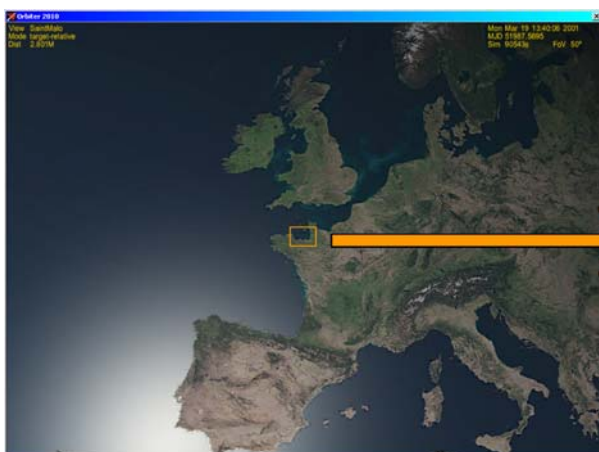 Orbiter 2010
View SaintMalo
Mode target-relative
Dist 2.801M
Mon Mar 19 13:40:06 2001
MJD 51987.5695
Sim 90543s FoV 50°